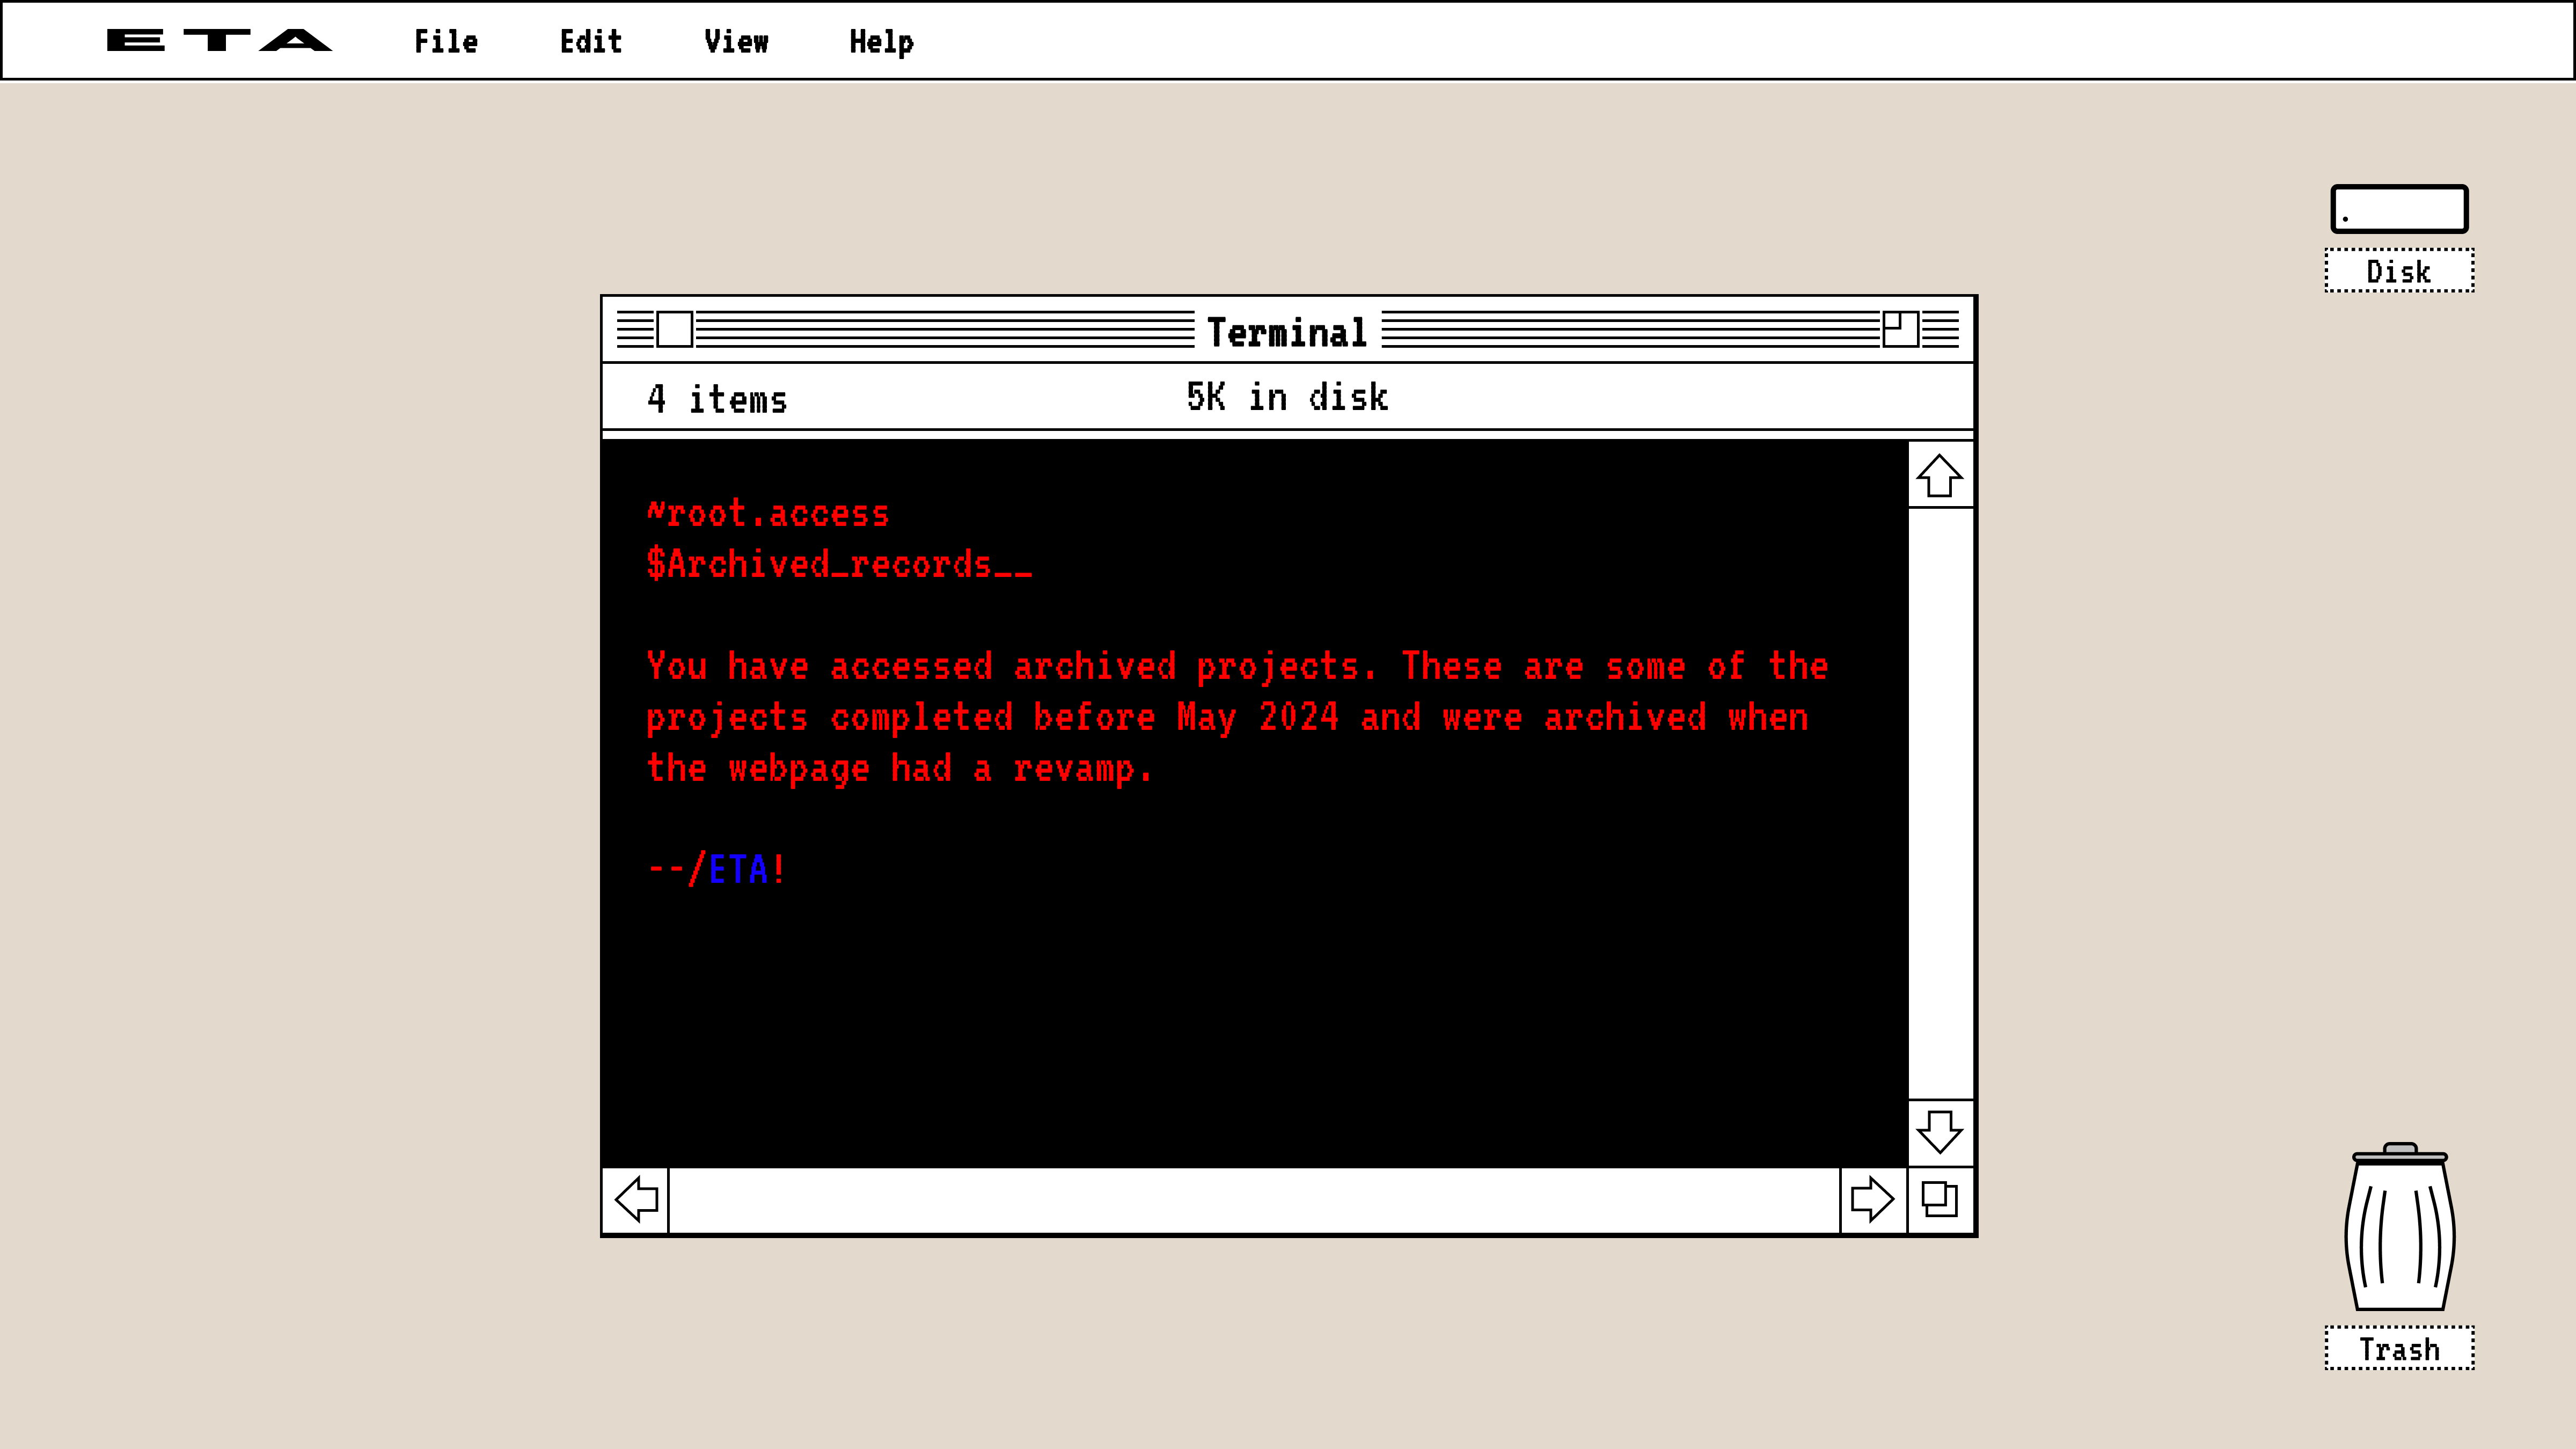 ETA File Edit View Help
Disk
Terminal
4 items 5K in disk
~root.access
$Archived_records__
You have accessed archived projects. These are some of the
projects completed before May 2024 and were archived when
the webpage had a revamp.
--/ETA!
Trash